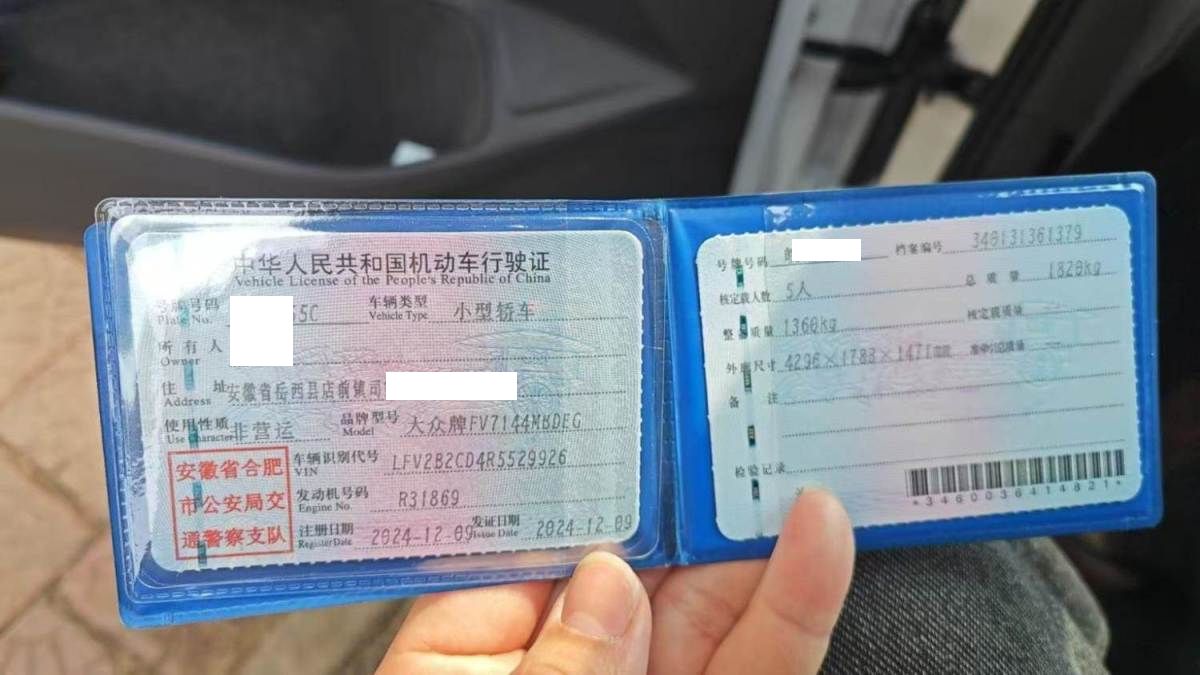 中华人民共和国机动车行驶证
Vehicle License of the People's Republic of China
号牌号码 55C 车辆类型 小型轿车
Plate No. Vehicle Type
所有人
Owner
住址 安徽省岳西县店前镇司
Address
使用性质 非营运 品牌型号 大众牌FV7144MBDEG
Use Character Model
安徽省合肥
市公安局交
通警察支队
车辆识别代号 LFV2B2CD4R5529926
VIN
发动机号码 R31869
Engine No.
注册日期 2024-12-09 发证日期 2024-12-09
Register Date Issue Date
号牌号码 档案编号 340131361379
核定载人数 5人 总质量 1820kg
整备质量 1360kg 核定载质量
外廓尺寸 4296×1783×1471 准牵引总质量
备注
检验记录
*3460036414821*